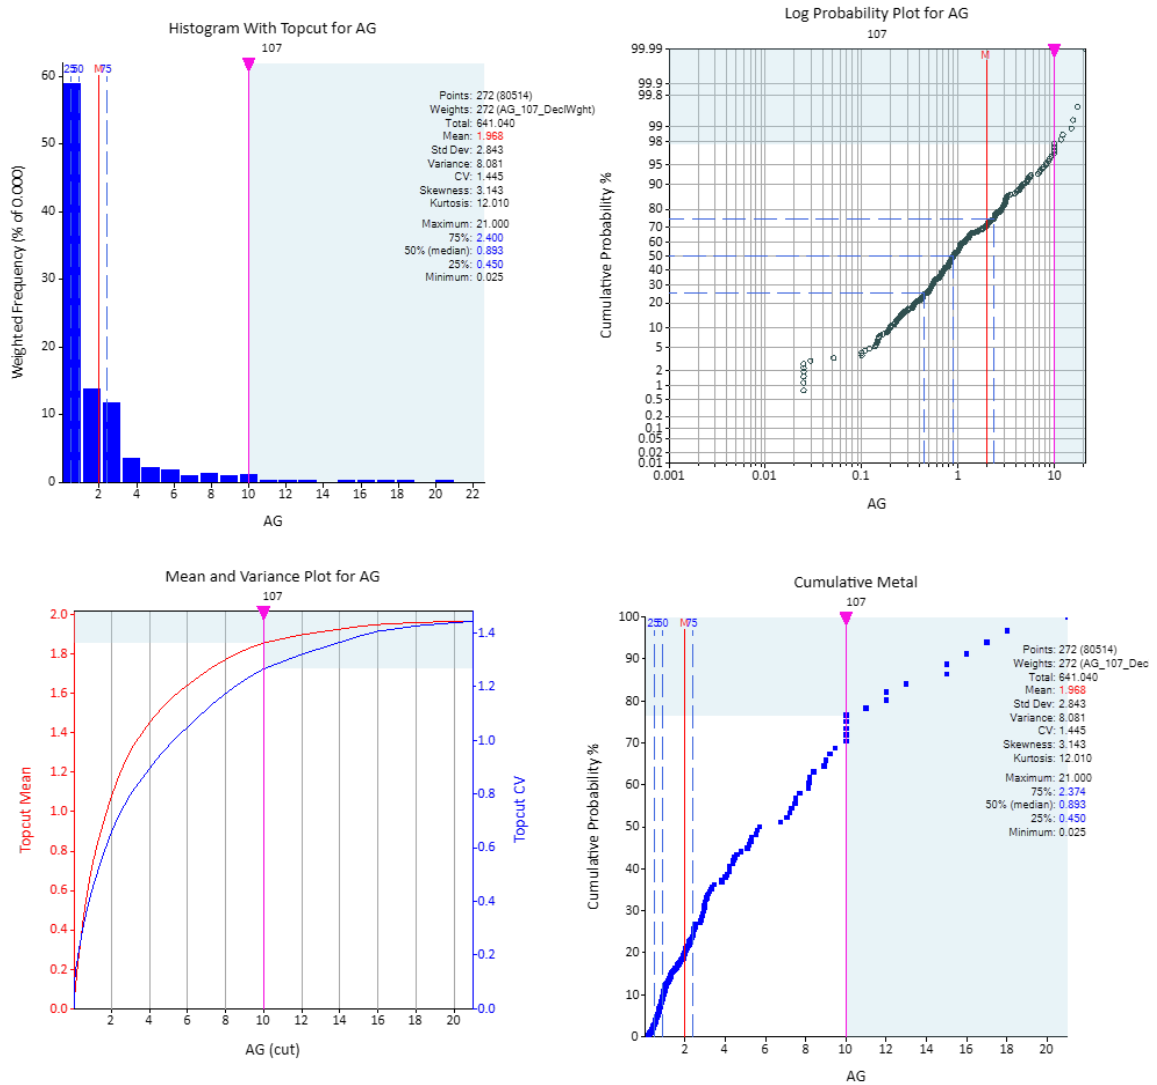 Histogram With Topcut for AG
107
25 50 M 75
60
50
40
30
20
10
0
Weighted Frequency (% of 0.000)
2 4 6 8 10 12 14 16 18 20 22
AG
Points: 272 (80514)
Weights: 272 (AG_107_DeclWght)
Total: 641.040
Mean: 1.968
Std Dev: 2.843
Variance: 8.081
CV: 1.445
Skewness: 3.143
Kurtosis: 12.010
Maximum: 21.000
75%: 2.400
50% (median): 0.893
25%: 0.450
Minimum: 0.025
Log Probability Plot for AG
107
M
99.99
99.9
99.8
99
98
95
90
80
70
60
50
40
30
20
10
5
2
1
0.5
0.2
0.1
0.05
0.02
0.01
Cumulative Probability %
0.001 0.01 0.1 1 10
AG
Mean and Variance Plot for AG
107
2.0
1.8
1.6
1.4
1.2
1.0
0.8
0.6
0.4
0.2
0.0
Topcut Mean
1.4
1.2
1.0
0.8
0.6
0.4
0.2
0.0
Topcut CV
2 4 6 8 10 12 14 16 18 20
AG (cut)
Cumulative Metal
107
25 50 M 75
100
90
80
70
60
50
40
30
20
10
0
Cumulative Probability %
2 4 6 8 10 12 14 16 18 20
AG
Points: 272 (80514)
Weights: 272 (AG_107_Dec
Total: 641.040
Mean: 1.968
Std Dev: 2.843
Variance: 8.081
CV: 1.445
Skewness: 3.143
Kurtosis: 12.010
Maximum: 21.000
75%: 2.374
50% (median): 0.893
25%: 0.450
Minimum: 0.025